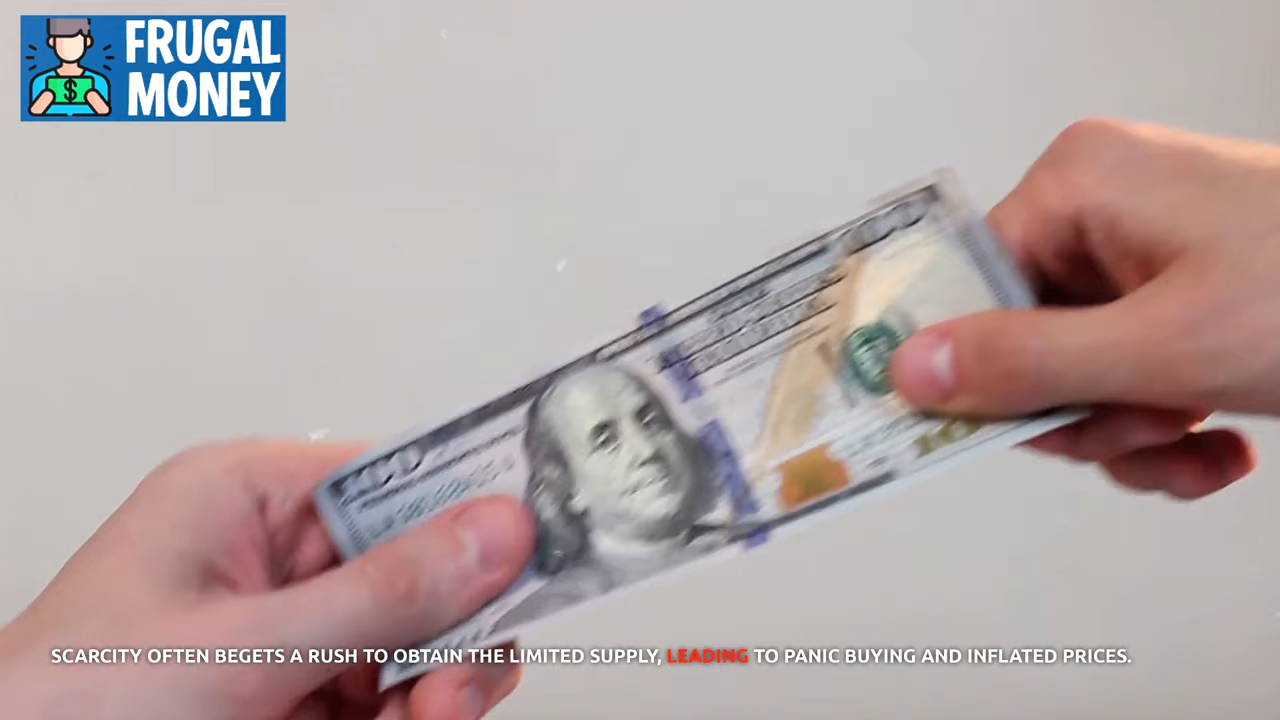 FRUGAL
MONEY
$
SCARCITY OFTEN BEGETS A RUSH TO OBTAIN THE LIMITED SUPPLY, LEADING TO PANIC BUYING AND INFLATED PRICES.